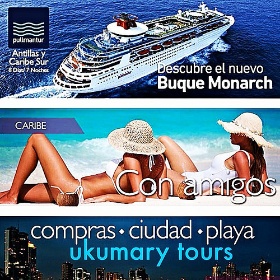 pullmantur
Antillas y
Caribe Sur
8 Días/ 7 Noches
Descubre el nuevo
Buque Monarch
CARIBE
Con amigos
compras • ciudad • playa
ukumary tours